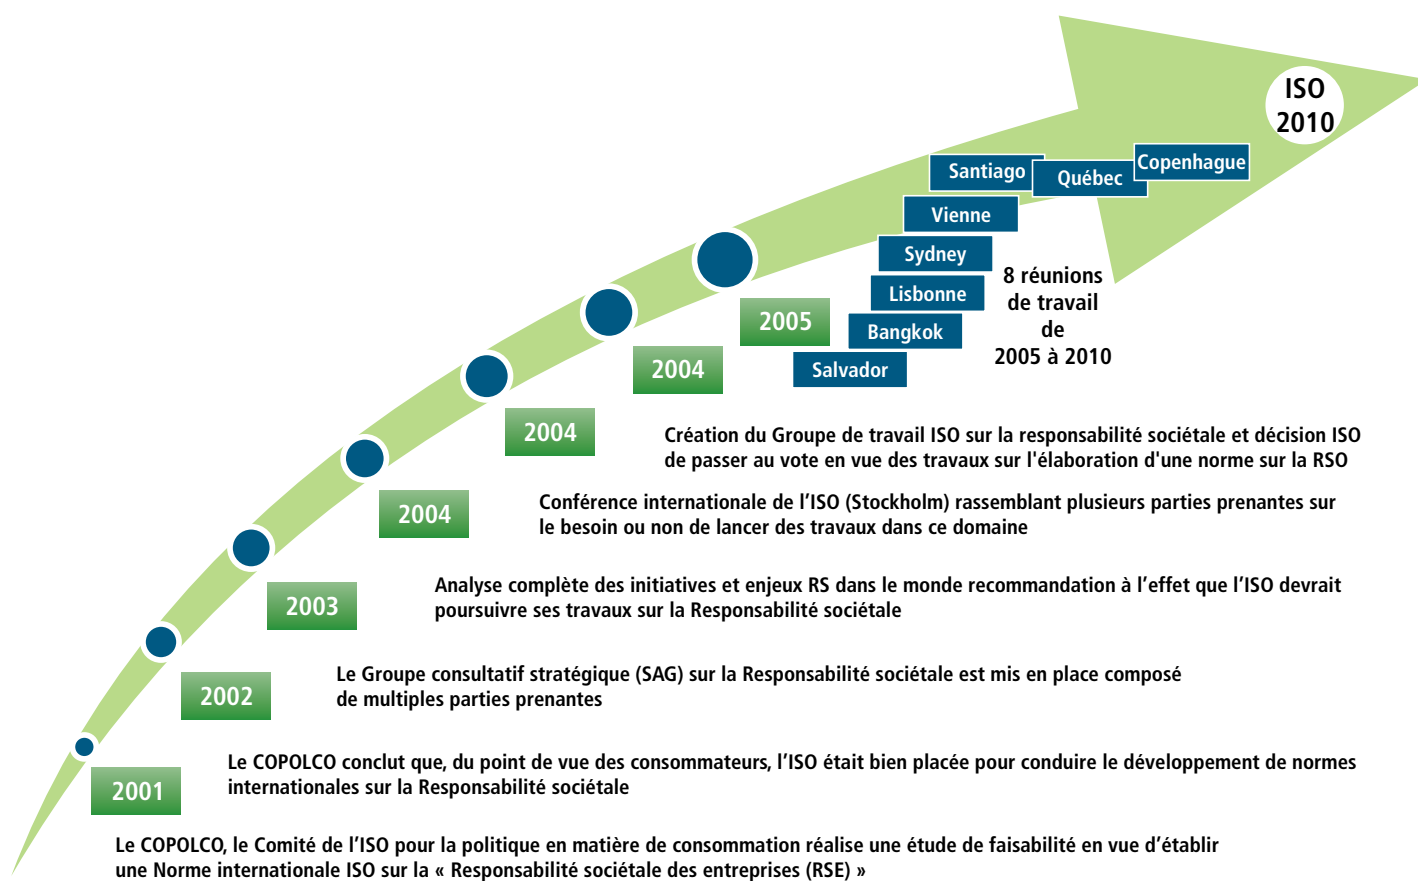 ISO
2010
Copenhague
Santiago
Québec
Vienne
Sydney
Lisbonne
Bangkok
Salvador
8 réunions
de travail
de
2005 à 2010
2005
2004
Création du Groupe de travail ISO sur la responsabilité sociétale et décision ISO
de passer au vote en vue des travaux sur l'élaboration d'une norme sur la RSO
2004
Conférence internationale de l’ISO (Stockholm) rassemblant plusieurs parties prenantes sur
le besoin ou non de lancer des travaux dans ce domaine
2004
Analyse complète des initiatives et enjeux RS dans le monde recommandation à l’effet que l’ISO devrait
poursuivre ses travaux sur la Responsabilité sociétale
2003
Le Groupe consultatif stratégique (SAG) sur la Responsabilité sociétale est mis en place composé
de multiples parties prenantes
2002
Le COPOLCO conclut que, du point de vue des consommateurs, l’ISO était bien placée pour conduire le développement de normes
internationales sur la Responsabilité sociétale
2001
Le COPOLCO, le Comité de l’ISO pour la politique en matière de consommation réalise une étude de faisabilité en vue d’établir
une Norme internationale ISO sur la « Responsabilité sociétale des entreprises (RSE) »